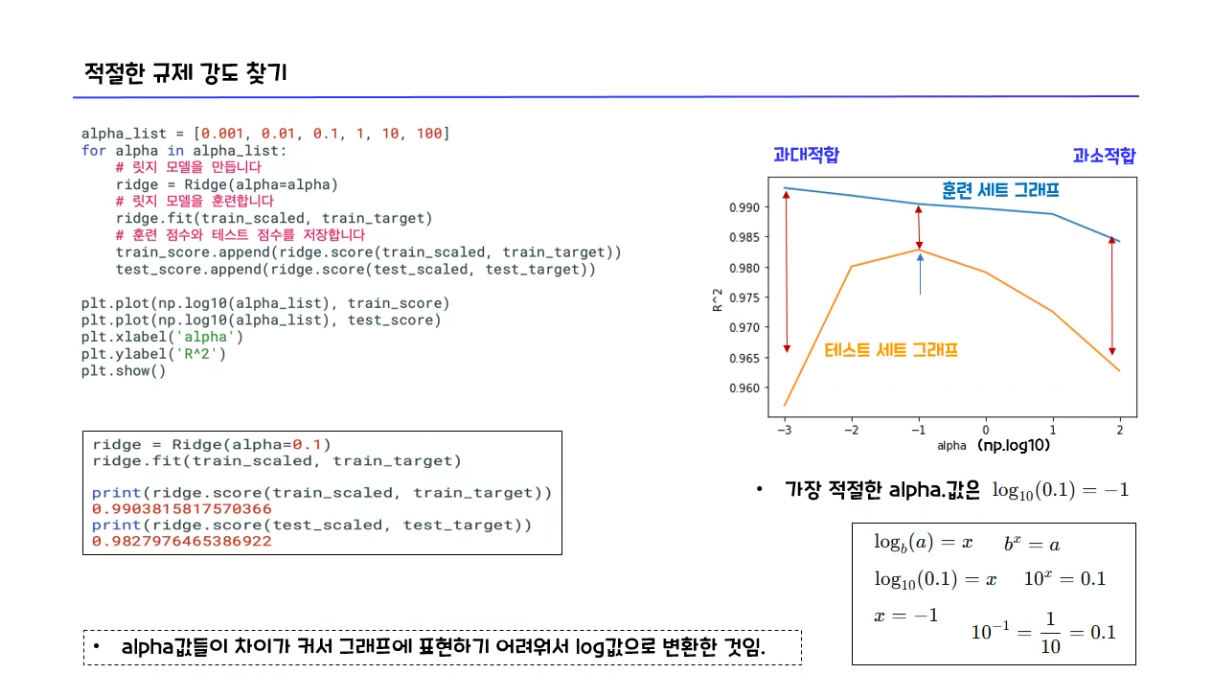 적절한 규제 강도 찾기
alpha_list = [0.001, 0.01, 0.1, 1, 10, 100]
for alpha in alpha_list:
    # 릿지 모델을 만듭니다
    ridge = Ridge(alpha=alpha)
    # 릿지 모델을 훈련합니다
    ridge.fit(train_scaled, train_target)
    # 훈련 점수와 테스트 점수를 저장합니다
    train_score.append(ridge.score(train_scaled, train_target))
    test_score.append(ridge.score(test_scaled, test_target))
plt.plot(np.log10(alpha_list), train_score)
plt.plot(np.log10(alpha_list), test_score)
plt.xlabel('alpha')
plt.ylabel('R^2')
plt.show()
ridge = Ridge(alpha=0.1)
ridge.fit(train_scaled, train_target)
print(ridge.score(train_scaled, train_target))
0.9903815817570366
print(ridge.score(test_scaled, test_target))
0.9827976465386922
• alpha값들이 차이가 커서 그래프에 표현하기 어려워서 log값으로 변환한 것임.
과대적합 과소적합
훈련 세트 그래프
0.990
0.985
0.980
0.975
0.970
0.965
0.960
R^2
테스트 세트 그래프
−3 −2 −1 0 1 2
alpha (np.log10)
• 가장 적절한 alpha.값은 log₁₀(0.1) = −1
log_b(a) = x bˣ = a
log₁₀(0.1) = x 10ˣ = 0.1
x = −1
10⁻¹ = 1/10 = 0.1